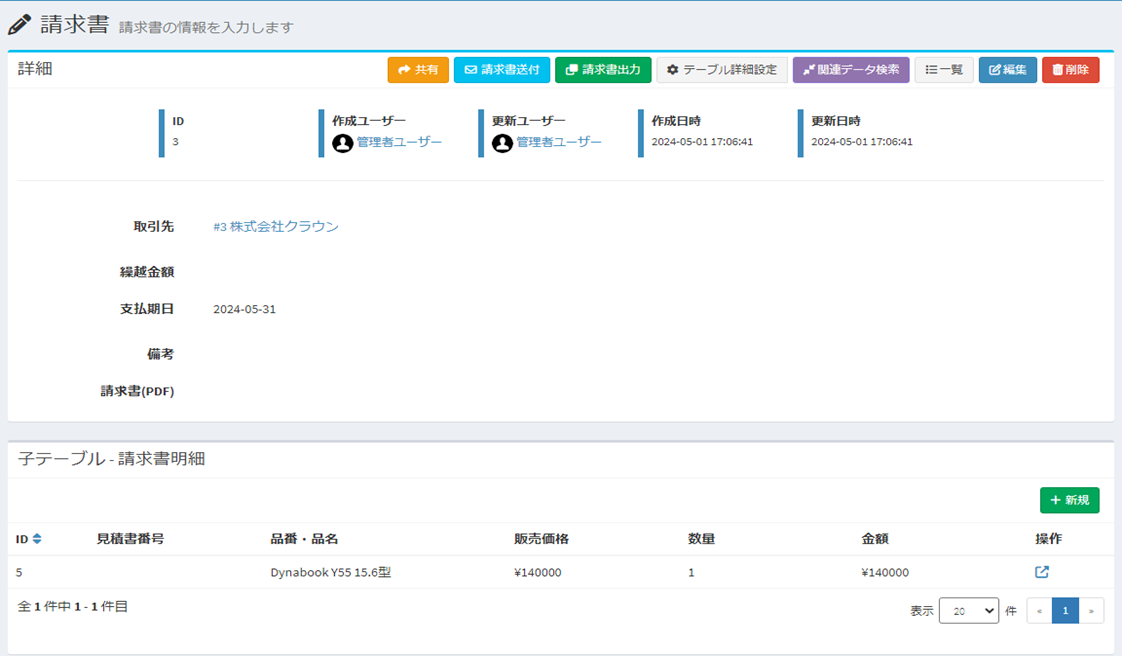 請求書 請求書の情報を入力します
詳細 共有 請求書送付 請求書出力 テーブル詳細設定 関連データ検索 一覧 編集 削除
ID 作成ユーザー 更新ユーザー 作成日時 更新日時
3 管理者ユーザー 管理者ユーザー 2024-05-01 17:06:41 2024-05-01 17:06:41
取引先 #3 株式会社クラウン
繰越金額
支払期日 2024-05-31
備考
請求書(PDF)
子テーブル - 請求書明細
+ 新規
ID 見積書番号 品番・品名 販売価格 数量 金額 操作
5 Dynabook Y55 15.6型 ¥140000 1 ¥140000
全 1 件中 1 - 1 件目 表示 20 件 « 1 »